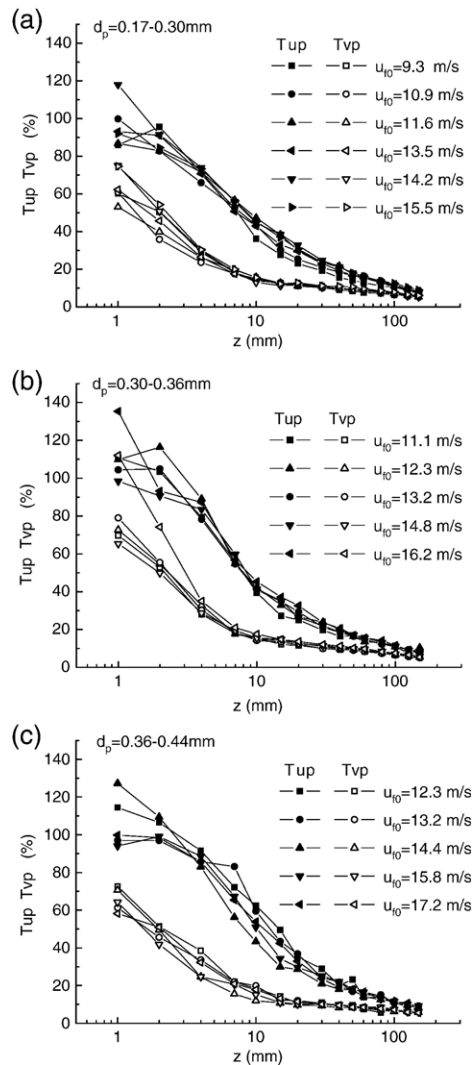 (a)
d_p=0.17-0.30mm
Tup Tvp
u_f0=9.3 m/s
u_f0=10.9 m/s
u_f0=11.6 m/s
u_f0=13.5 m/s
u_f0=14.2 m/s
u_f0=15.5 m/s
Tup Tvp (%)
140
120
100
80
60
40
20
0
1 10 100
z (mm)
(b)
d_p=0.30-0.36mm
Tup Tvp
u_f0=11.1 m/s
u_f0=12.3 m/s
u_f0=13.2 m/s
u_f0=14.8 m/s
u_f0=16.2 m/s
Tup Tvp (%)
140
120
100
80
60
40
20
0
1 10 100
z (mm)
(c)
d_p=0.36-0.44mm
Tup Tvp
u_f0=12.3 m/s
u_f0=13.2 m/s
u_f0=14.4 m/s
u_f0=15.8 m/s
u_f0=17.2 m/s
Tup Tvp (%)
140
120
100
80
60
40
20
0
1 10 100
z (mm)